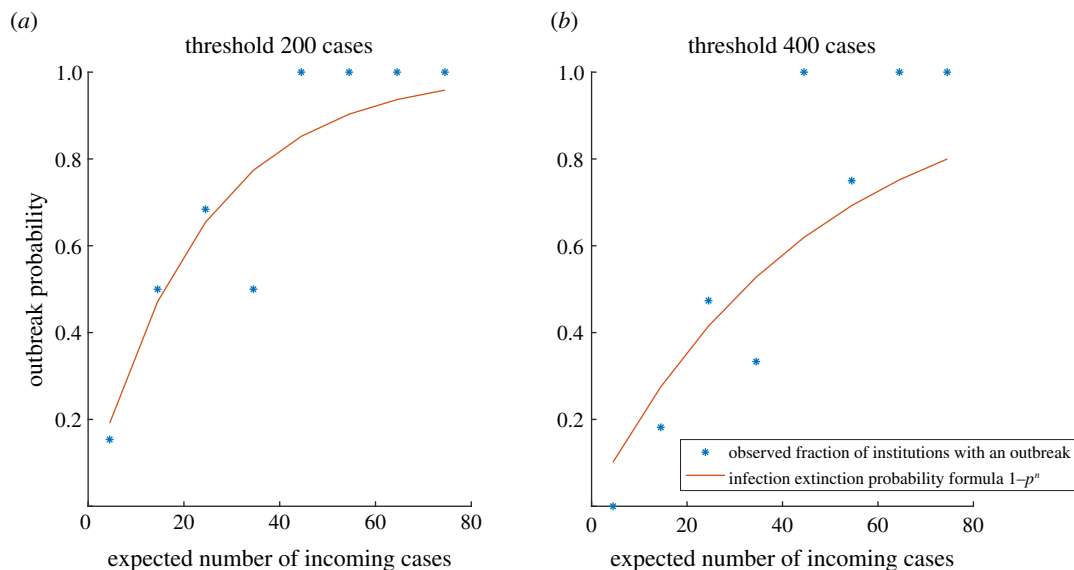 (a)
threshold 200 cases
outbreak probability
1.0
0.8
0.6
0.4
0.2
0
20
40
60
80
expected number of incoming cases
(b)
threshold 400 cases
1.0
0.8
0.6
0.4
0.2
observed fraction of institutions with an outbreak
infection extinction probability formula 1–pⁿ
0
20
40
60
80
expected number of incoming cases